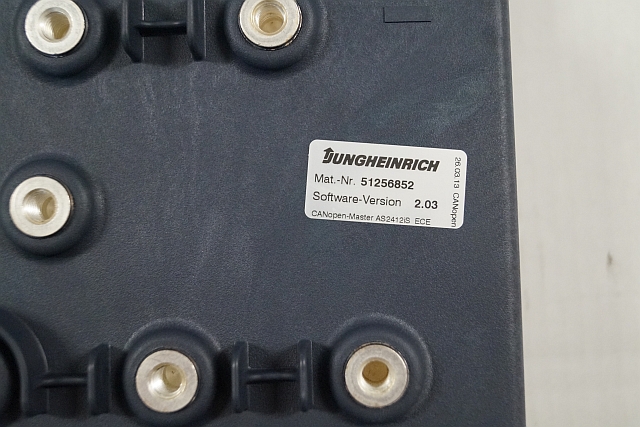 JUNGHEINRICH
Mat.-Nr. 51256852
Software-Version 2.03
CANopen-Master AS2412iS ECE
26.03.13 CANopen